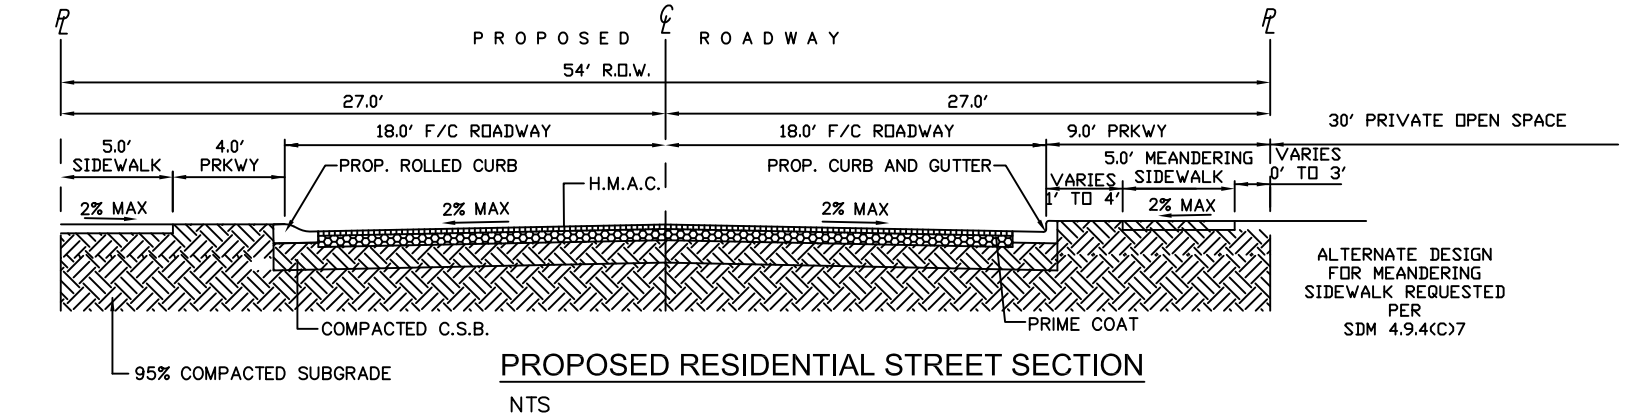 PL
CL
PL
PROPOSED ROADWAY
54' R.O.W.
27.0'
27.0'
18.0' F/C ROADWAY
18.0' F/C ROADWAY
9.0' PRKWY
30' PRIVATE OPEN SPACE
5.0'
SIDEWALK
4.0'
PRKWY
PROP. ROLLED CURB
PROP. CURB AND GUTTER
5.0' MEANDERING
SIDEWALK
VARIES
0' TO 3'
VARIES
1' TO 4'
H.M.A.C.
2% MAX
2% MAX
2% MAX
2% MAX
ALTERNATE DESIGN
FOR MEANDERING
SIDEWALK REQUESTED
PER
SDM 4.9.4(C)7
COMPACTED C.S.B.
PRIME COAT
95% COMPACTED SUBGRADE
PROPOSED RESIDENTIAL STREET SECTION
NTS